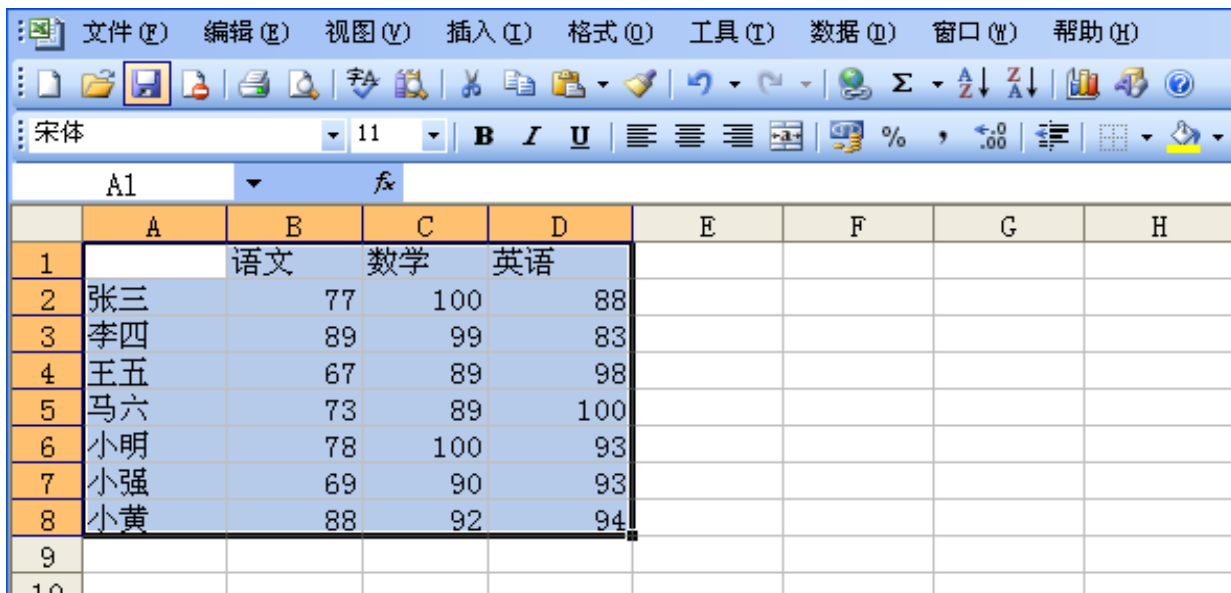 文件(F) 编辑(E) 视图(V) 插入(I) 格式(O) 工具(T) 数据(D) 窗口(W) 帮助(H)
宋体 11 B I U % , .00
A1 fx
A B C D E F G H
1 语文 数学 英语
2 张三 77 100 88
3 李四 89 99 83
4 王五 67 89 98
5 马六 73 89 100
6 小明 78 100 93
7 小强 69 90 93
8 小黄 88 92 94
9
10